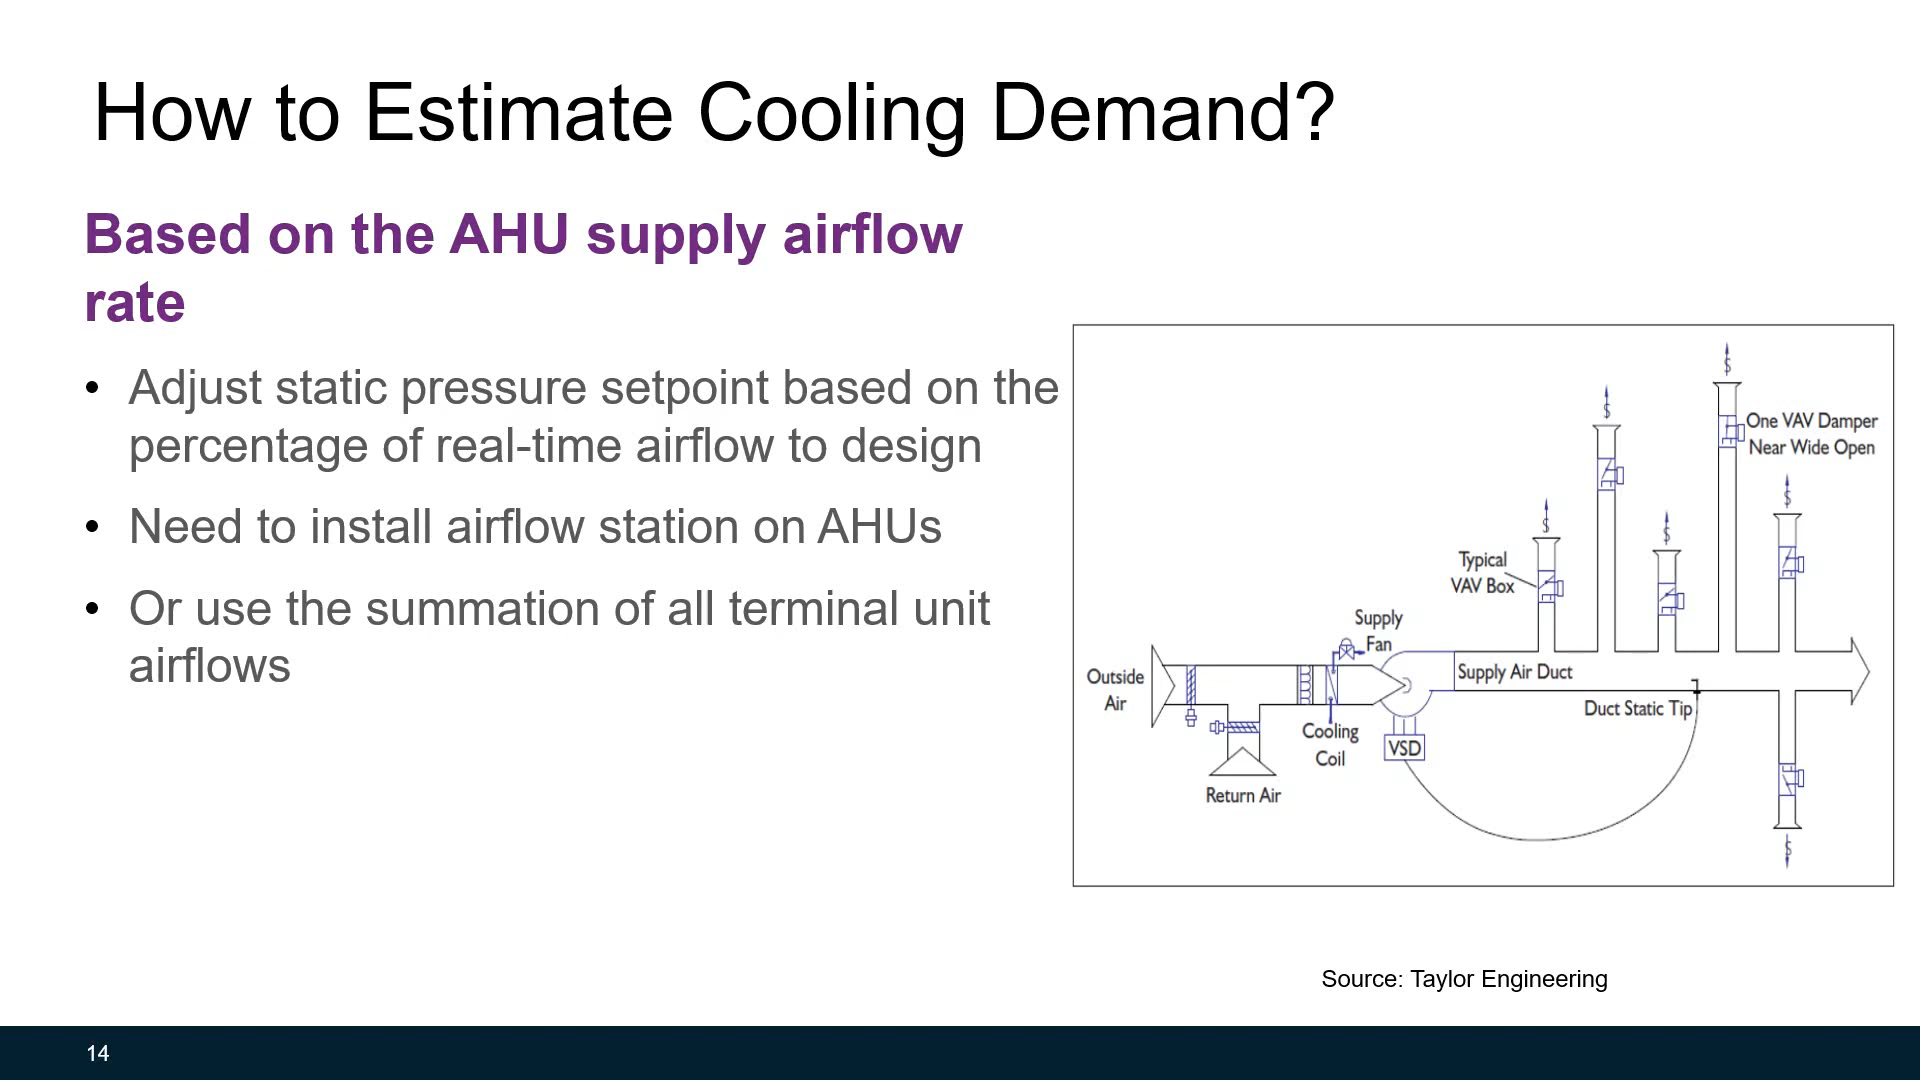 How to Estimate Cooling Demand?
Based on the AHU supply airflow
rate
• Adjust static pressure setpoint based on the
percentage of real-time airflow to design
• Need to install airflow station on AHUs
• Or use the summation of all terminal unit
airflows
One VAV Damper
Near Wide Open
Typical
VAV Box
Supply
Fan
Outside
Air
Supply Air Duct
Duct Static Tip
Cooling
Coil
VSD
Return Air
Source: Taylor Engineering
14